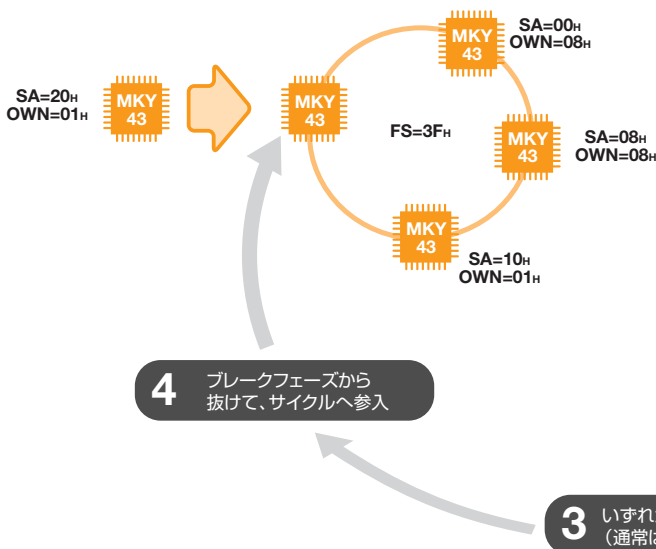 SA=00H
OWN=08H
MKY
43
SA=20H
OWN=01H
MKY
43
MKY
43
FS=3FH
MKY
43
SA=08H
OWN=08H
MKY
43
SA=10H
OWN=01H
4 ブレークフェーズから
抜けて、サイクルへ参入
3 いずれ
(通常は